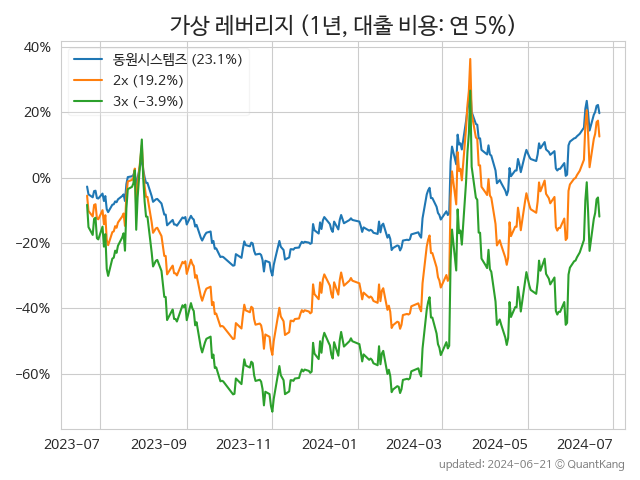 가상 레버리지 (1년, 대출 비용: 연 5%)
동원시스템즈 (23.1%)
2x (19.2%)
3x (−3.9%)
40%
20%
0%
−20%
−40%
−60%
2023-07 2023-09 2023-11 2024-01 2024-03 2024-05 2024-07
updated: 2024-06-21 © QuantKang